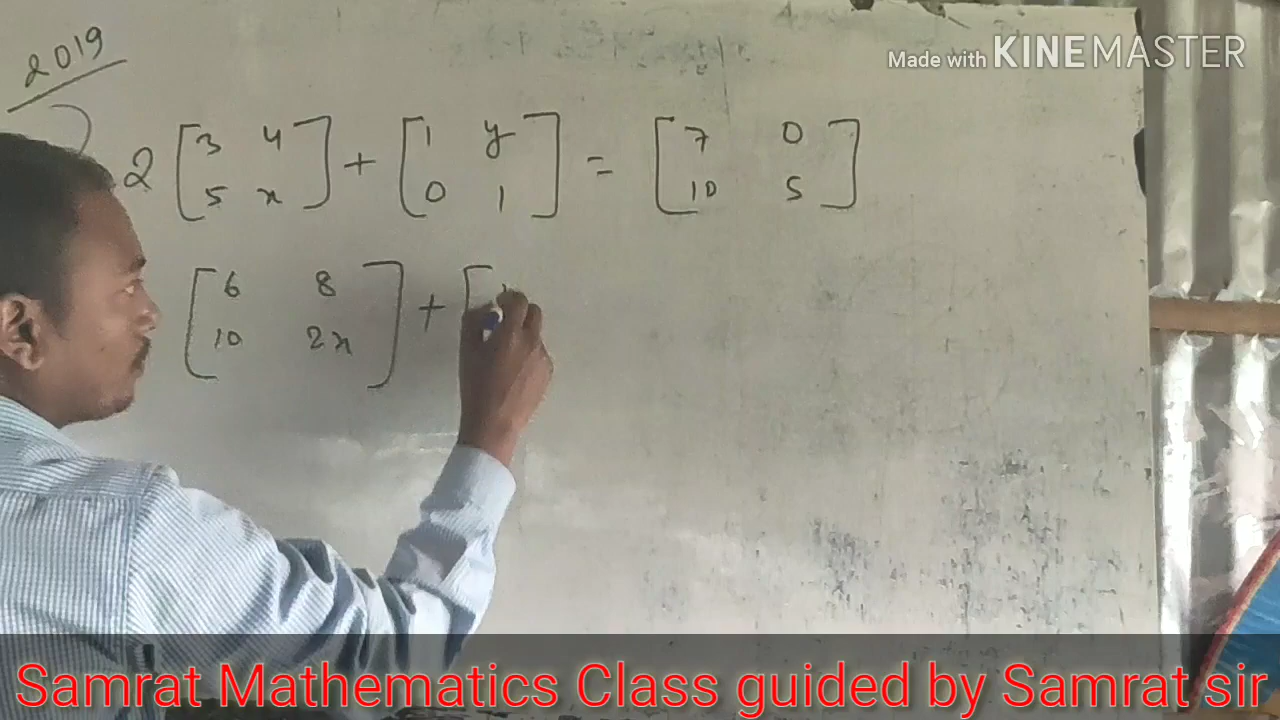 2019
Made with KINEMASTER
2 [3 4 5 x] + [1 y 0 1] = [7 0 10 5]
[6 8 10 2x] + [
Samrat Mathematics Class guided by Samrat sir